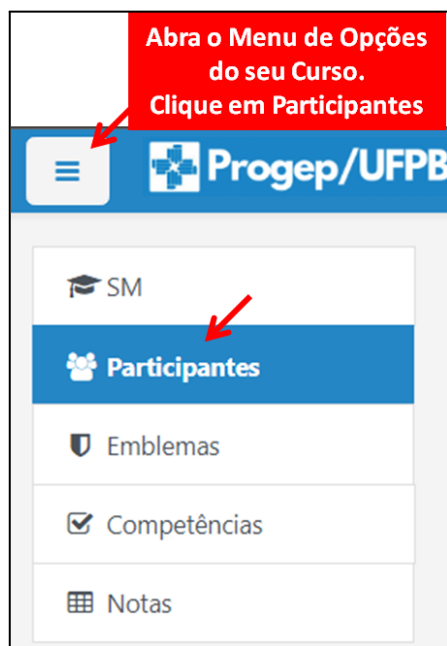 Abra o Menu de Opções
do seu Curso.
Clique em Participantes
Progep/UFPB
SM
Participantes
Emblemas
Competências
Notas